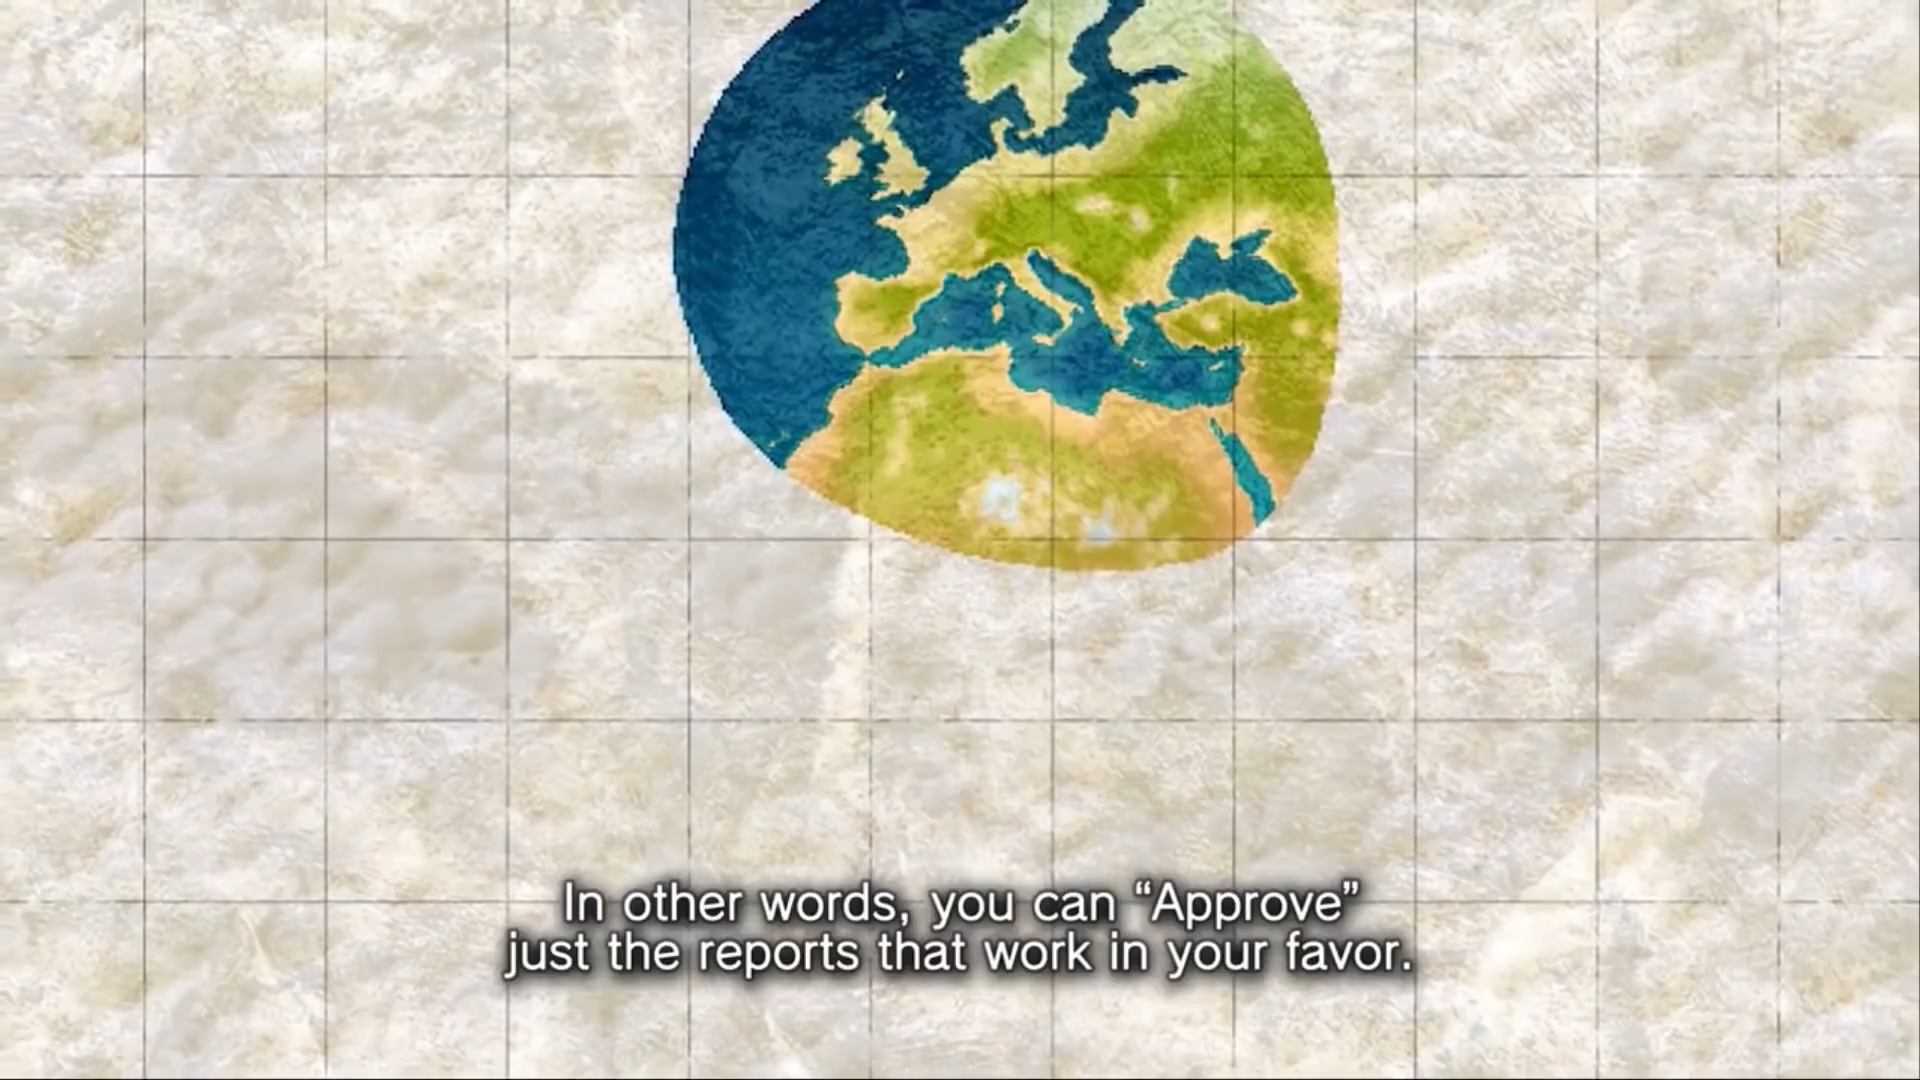 In other words, you can “Approve”
just the reports that work in your favor.